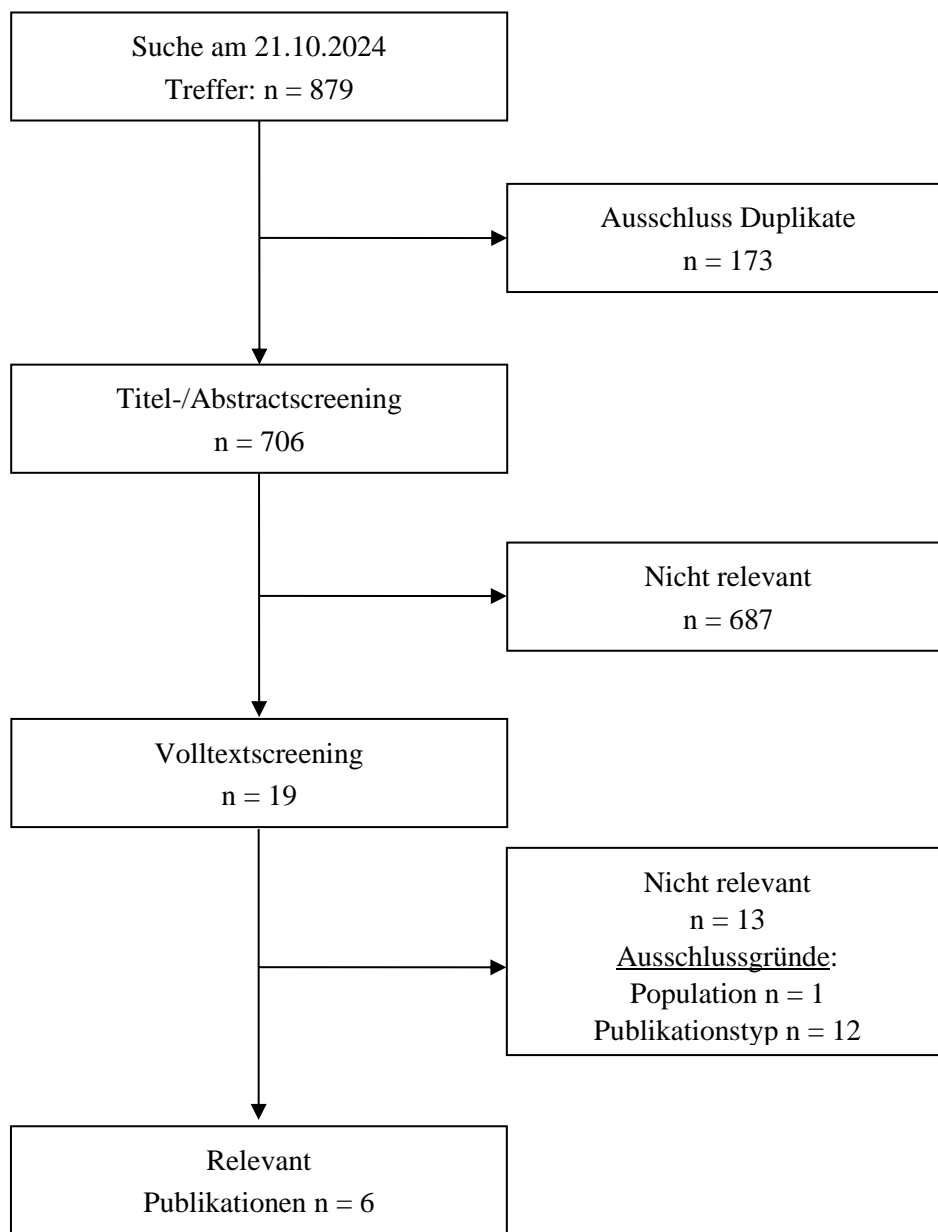 Suche am 21.10.2024
Treffer: n = 879
Ausschluss Duplikate
n = 173
Titel-/Abstractscreening
n = 706
Nicht relevant
n = 687
Volltextscreening
n = 19
Nicht relevant
n = 13
Ausschlussgründe:
Population n = 1
Publikationstyp n = 12
Relevant
Publikationen n = 6